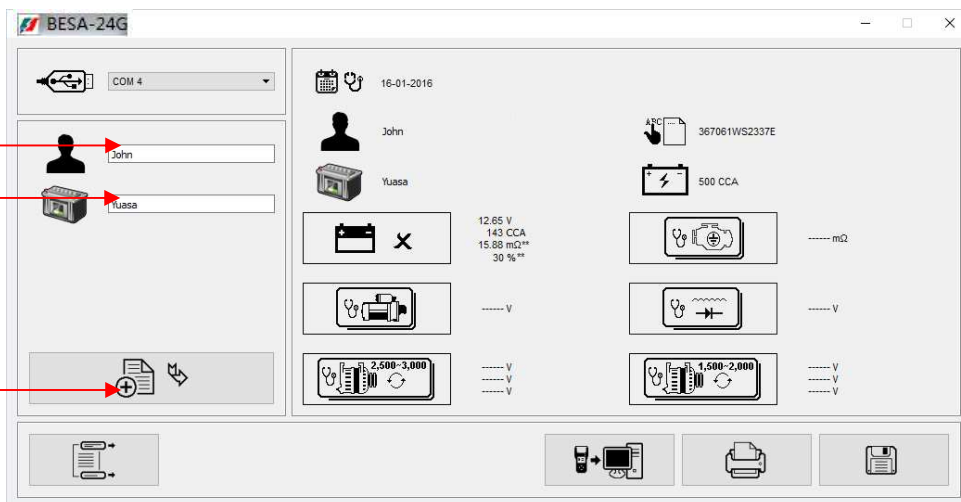 BESA-24G
COM 4
John
Yuasa
16-01-2016
John
ABC
367061WS2337E
Yuasa
+ -
500 CCA
12.65 V
143 CCA
15.88 mΩ**
30 %**
------ mΩ
------ V
------ V
2,500~3,000
------ V
------ V
------ V
1,500~2,000
------ V
------ V
------ V